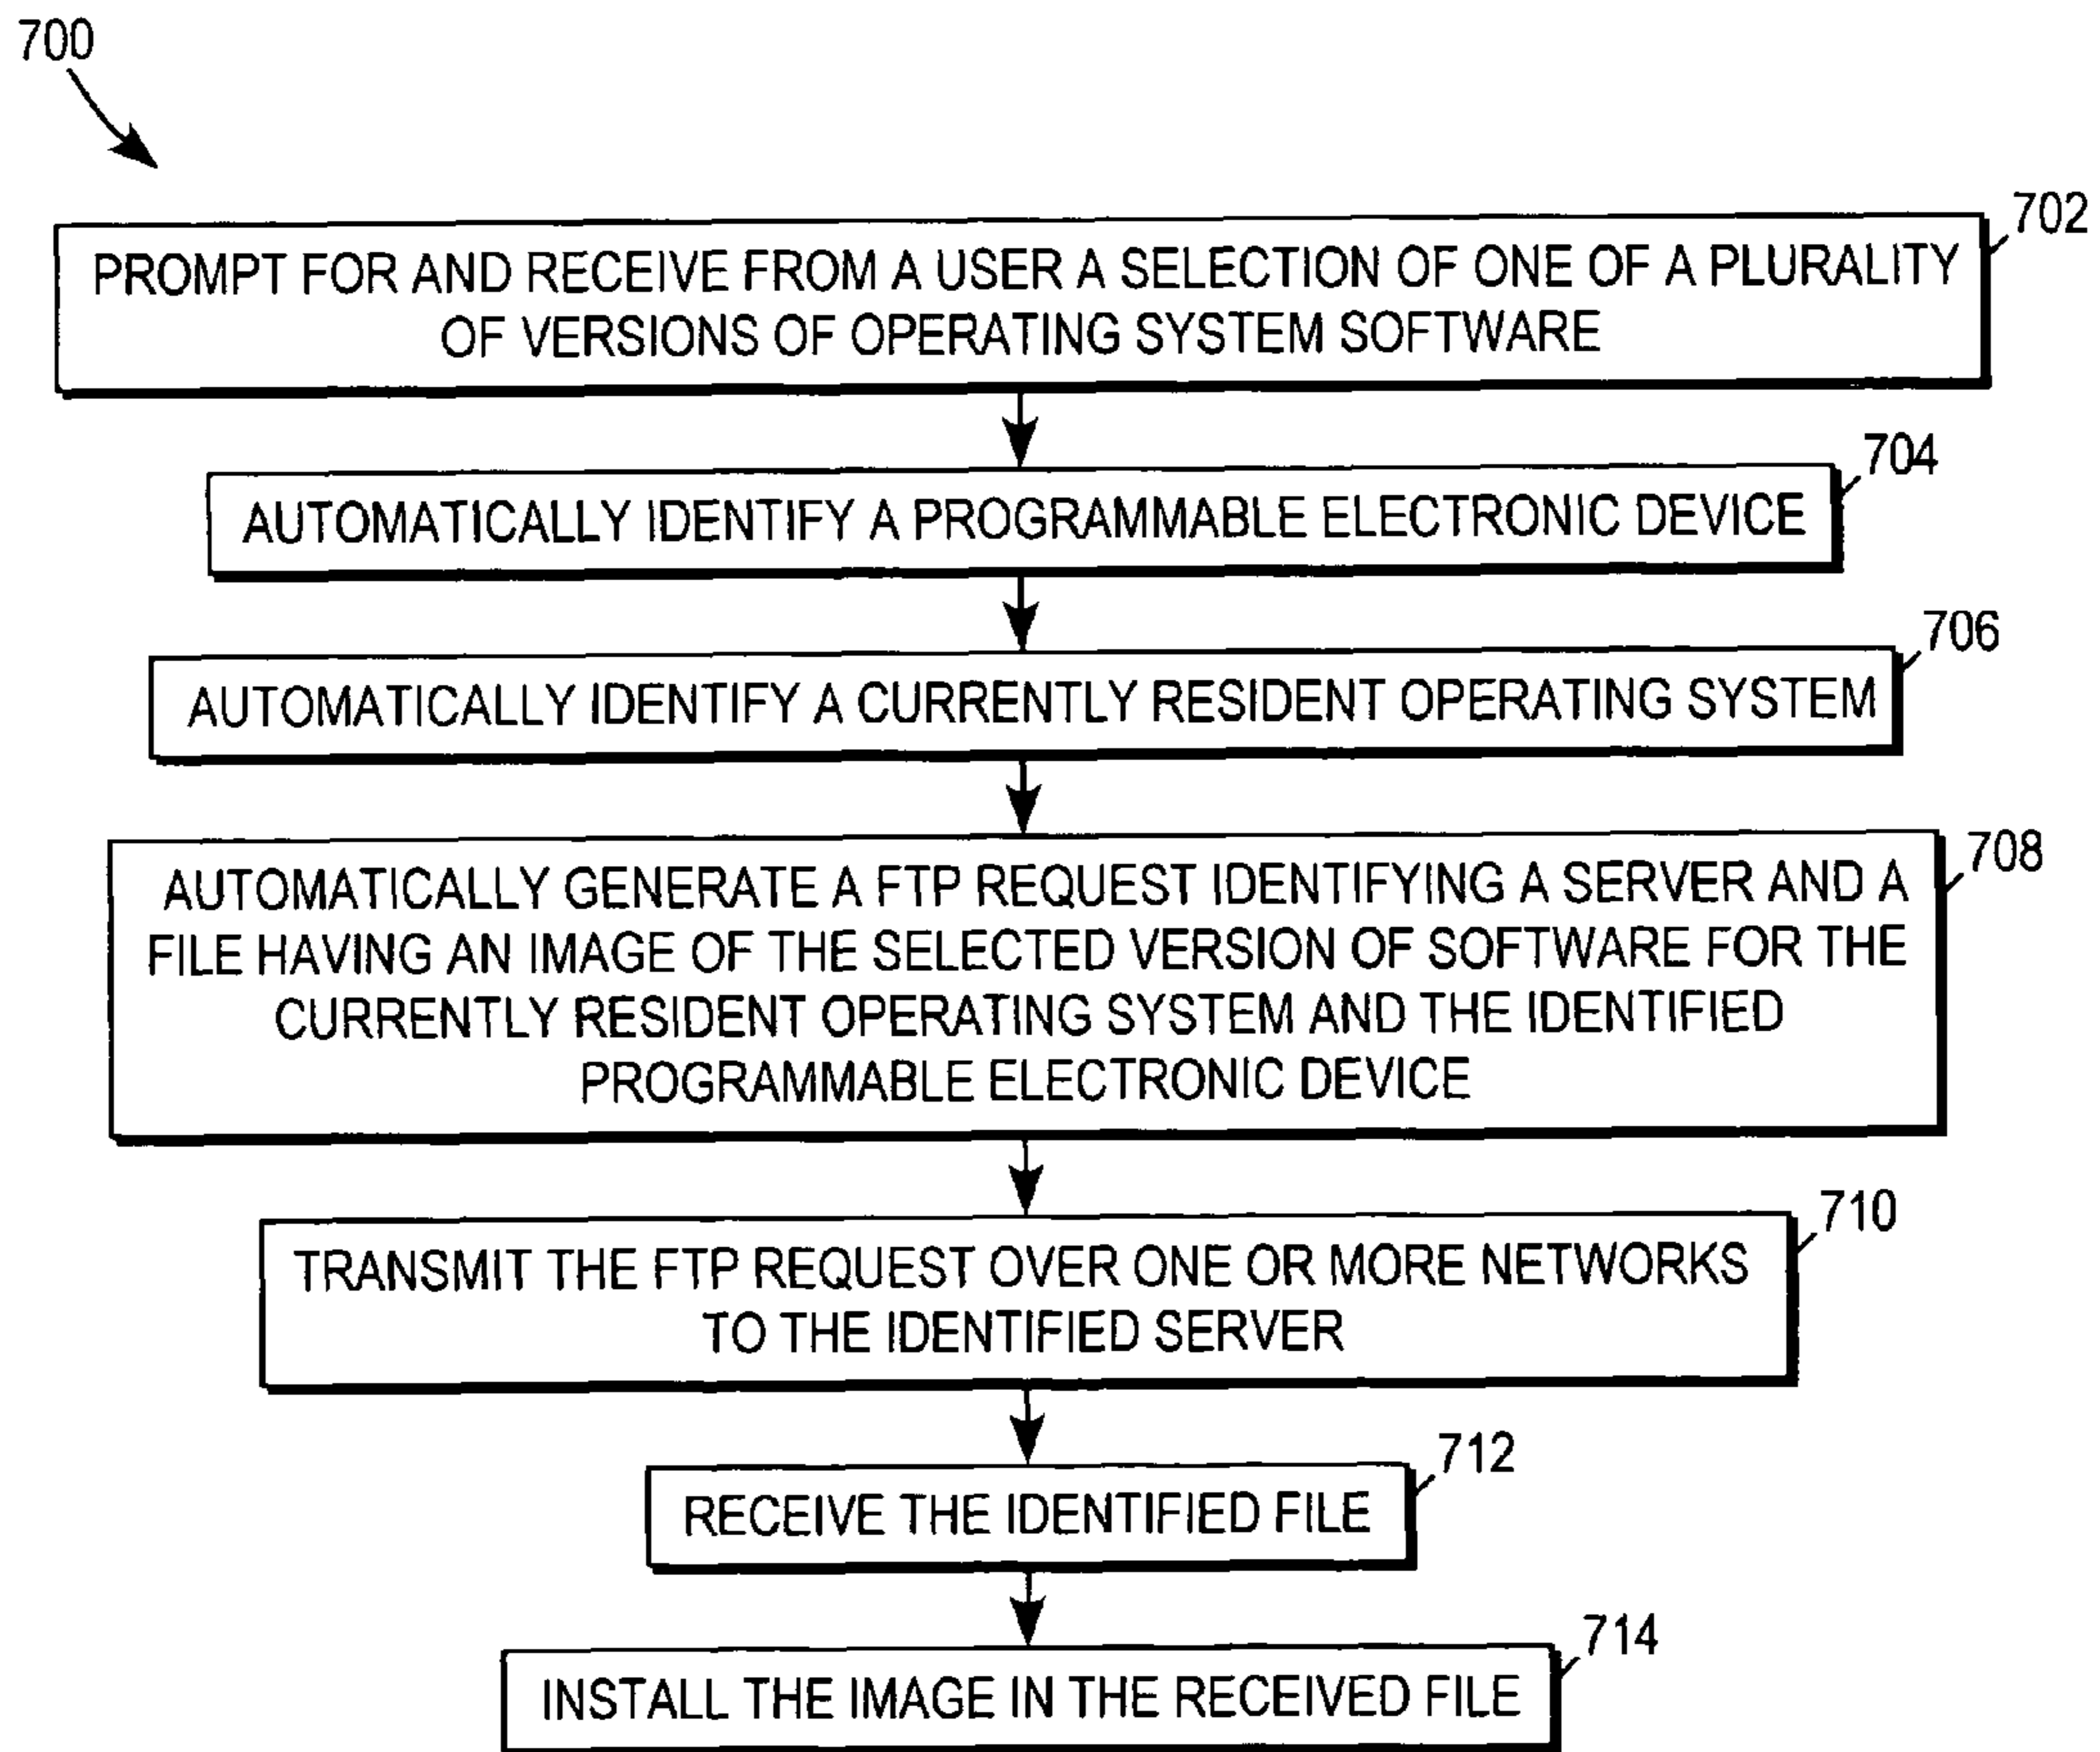 700
702
PROMPT FOR AND RECEIVE FROM A USER A SELECTION OF ONE OF A PLURALITY
OF VERSIONS OF OPERATING SYSTEM SOFTWARE
704
AUTOMATICALLY IDENTIFY A PROGRAMMABLE ELECTRONIC DEVICE
706
AUTOMATICALLY IDENTIFY A CURRENTLY RESIDENT OPERATING SYSTEM
708
AUTOMATICALLY GENERATE A FTP REQUEST IDENTIFYING A SERVER AND A
FILE HAVING AN IMAGE OF THE SELECTED VERSION OF SOFTWARE FOR THE
CURRENTLY RESIDENT OPERATING SYSTEM AND THE IDENTIFIED
PROGRAMMABLE ELECTRONIC DEVICE
710
TRANSMIT THE FTP REQUEST OVER ONE OR MORE NETWORKS
TO THE IDENTIFIED SERVER
712
RECEIVE THE IDENTIFIED FILE
714
INSTALL THE IMAGE IN THE RECEIVED FILE